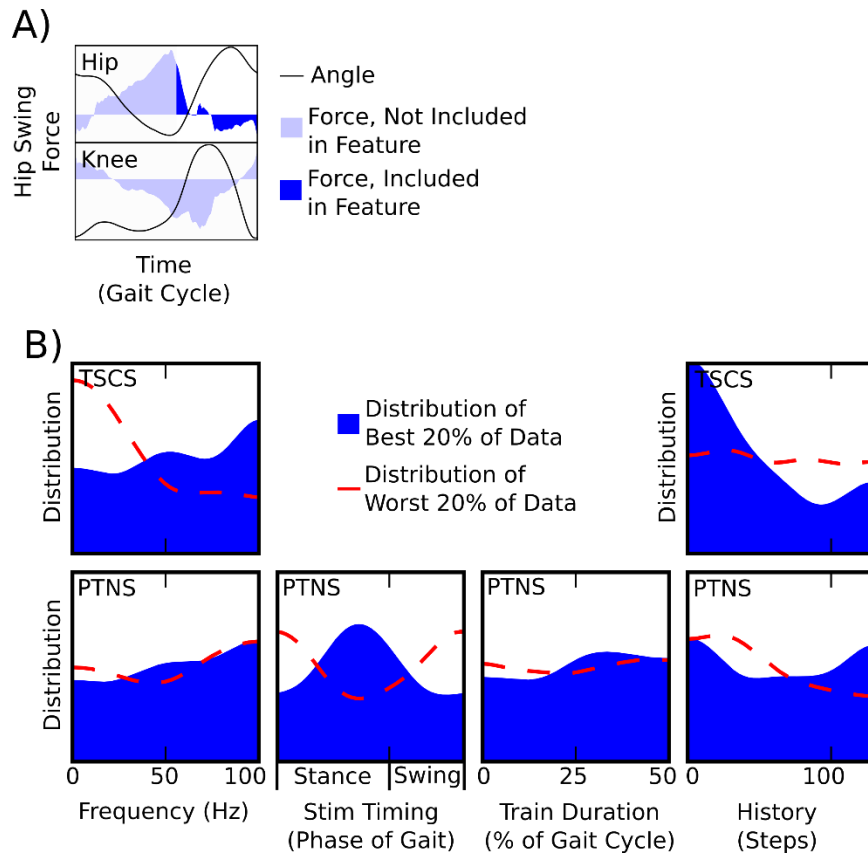 A)
Hip
Knee
Hip Swing
Force
Time
(Gait Cycle)
Angle
Force, Not Included
in Feature
Force, Included
in Feature
B)
TSCS
Distribution
Distribution of
Best 20% of Data
Distribution of
Worst 20% of Data
TSCS
Distribution
PTNS
Distribution
0
50
100
Frequency (Hz)
PTNS
Stance
Swing
Stim Timing
(Phase of Gait)
PTNS
0
25
50
Train Duration
(% of Gait Cycle)
PTNS
0
100
History
(Steps)